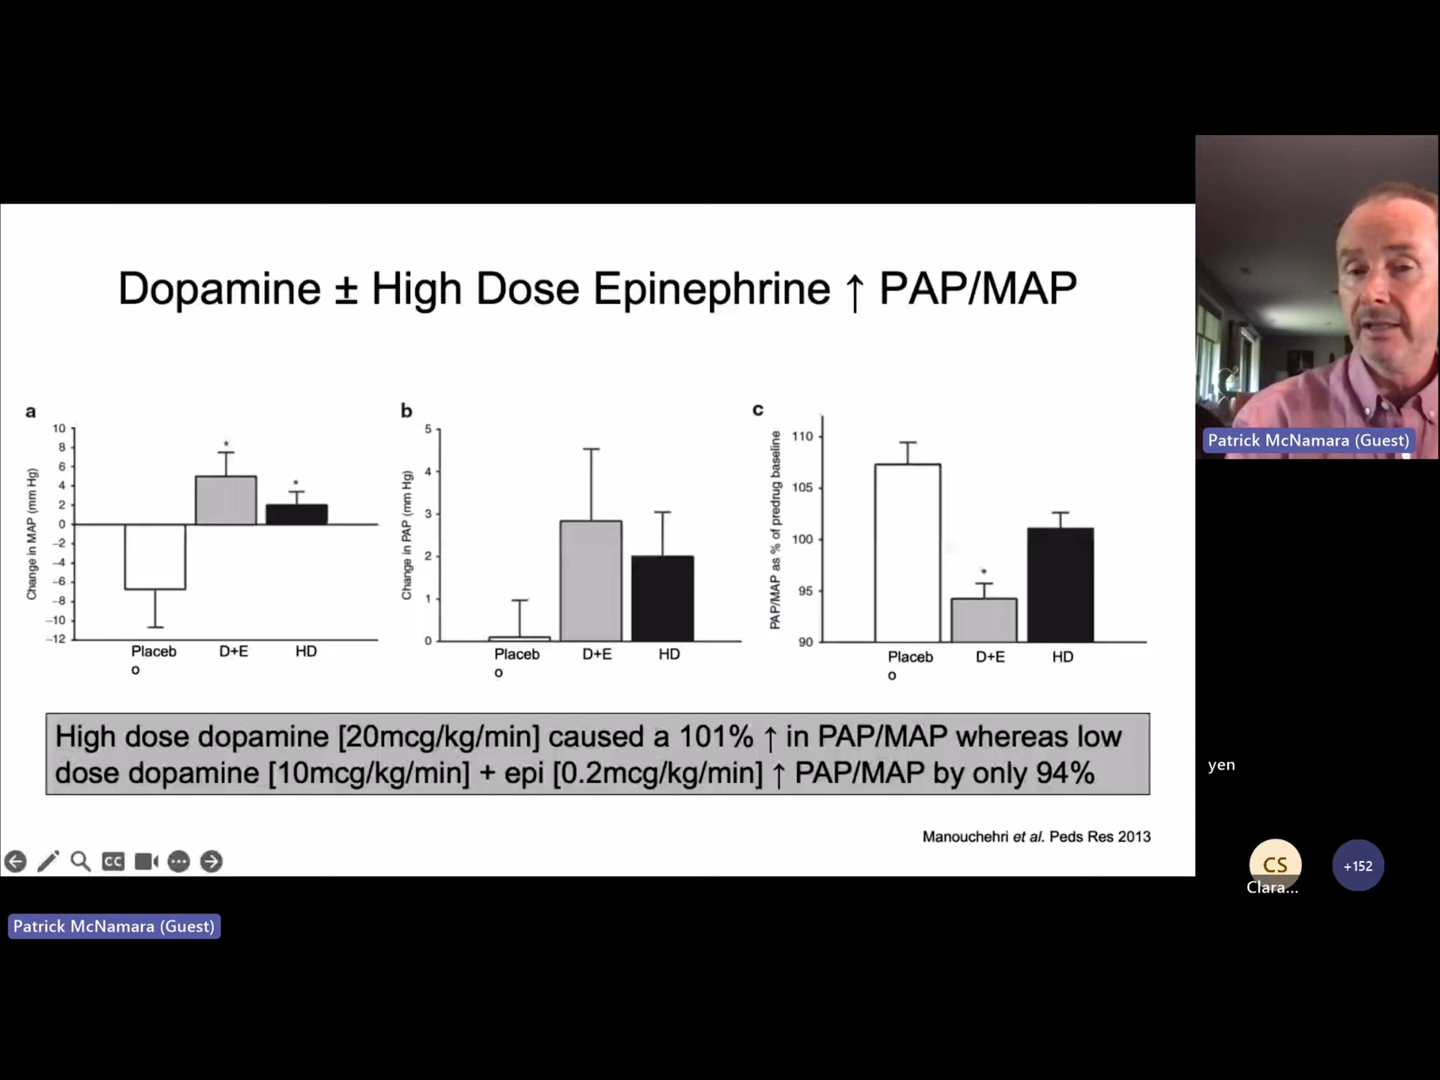 Dopamine ± High Dose Epinephrine ↑ PAP/MAP
a
Change in MAP (mm Hg)
10
8
6
4
2
0
−2
−4
−6
−8
−10
−12
*
*
Placeb
o
D+E
HD
b
Change in PAP (mm Hg)
5
4
3
2
1
0
Placeb
o
D+E
HD
c
PAP/MAP as % of predrug baseline
110
105
100
95
90
*
Placeb
o
D+E
HD
High dose dopamine [20mcg/kg/min] caused a 101% ↑ in PAP/MAP whereas low
dose dopamine [10mcg/kg/min] + epi [0.2mcg/kg/min] ↑ PAP/MAP by only 94%
Manouchehri et al. Peds Res 2013
CC
Patrick McNamara (Guest)
Patrick McNamara (Guest)
yen
CS
Clara...
+152